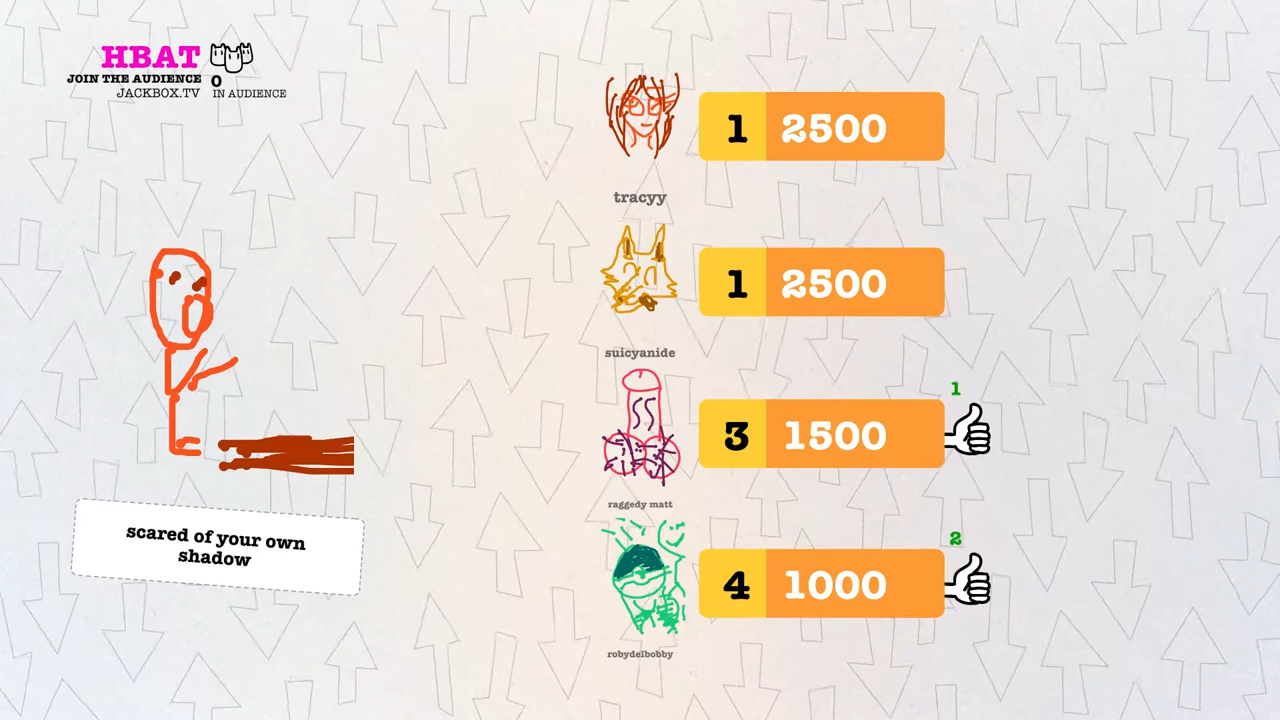 HBAT
JOIN THE AUDIENCE
JACKBOX.TV
0
IN AUDIENCE
1 2500
tracyy
1 2500
suicyanide
1
3 1500
raggedy matt
2
4 1000
robydelbobby
scared of your own
shadow